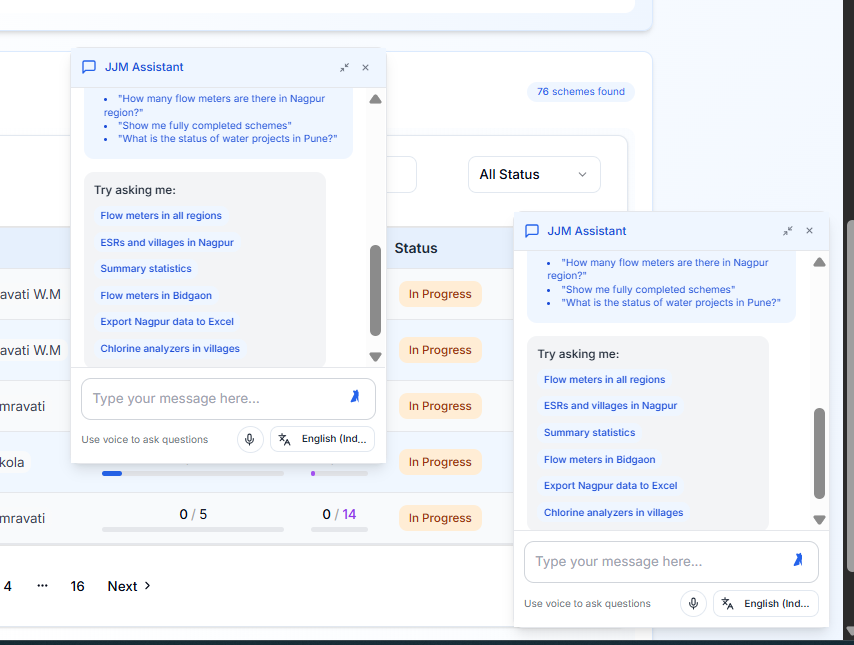 JJM Assistant
"How many flow meters are there in Nagpur
region?"
"Show me fully completed schemes"
"What is the status of water projects in Pune?"
Try asking me:
Flow meters in all regions
ESRs and villages in Nagpur
Summary statistics
Flow meters in Bidgaon
Export Nagpur data to Excel
Chlorine analyzers in villages
Type your message here...
Use voice to ask questions
English (Ind...
76 schemes found
All Status
Status
avati W.M
In Progress
avati W.M
In Progress
mravati
In Progress
kola
In Progress
mravati
0 / 5
0 / 14
In Progress
4
...
16
Next
JJM Assistant
"How many flow meters are there in Nagpur
region?"
"Show me fully completed schemes"
"What is the status of water projects in Pune?"
Try asking me:
Flow meters in all regions
ESRs and villages in Nagpur
Summary statistics
Flow meters in Bidgaon
Export Nagpur data to Excel
Chlorine analyzers in villages
Type your message here...
Use voice to ask questions
English (Ind...